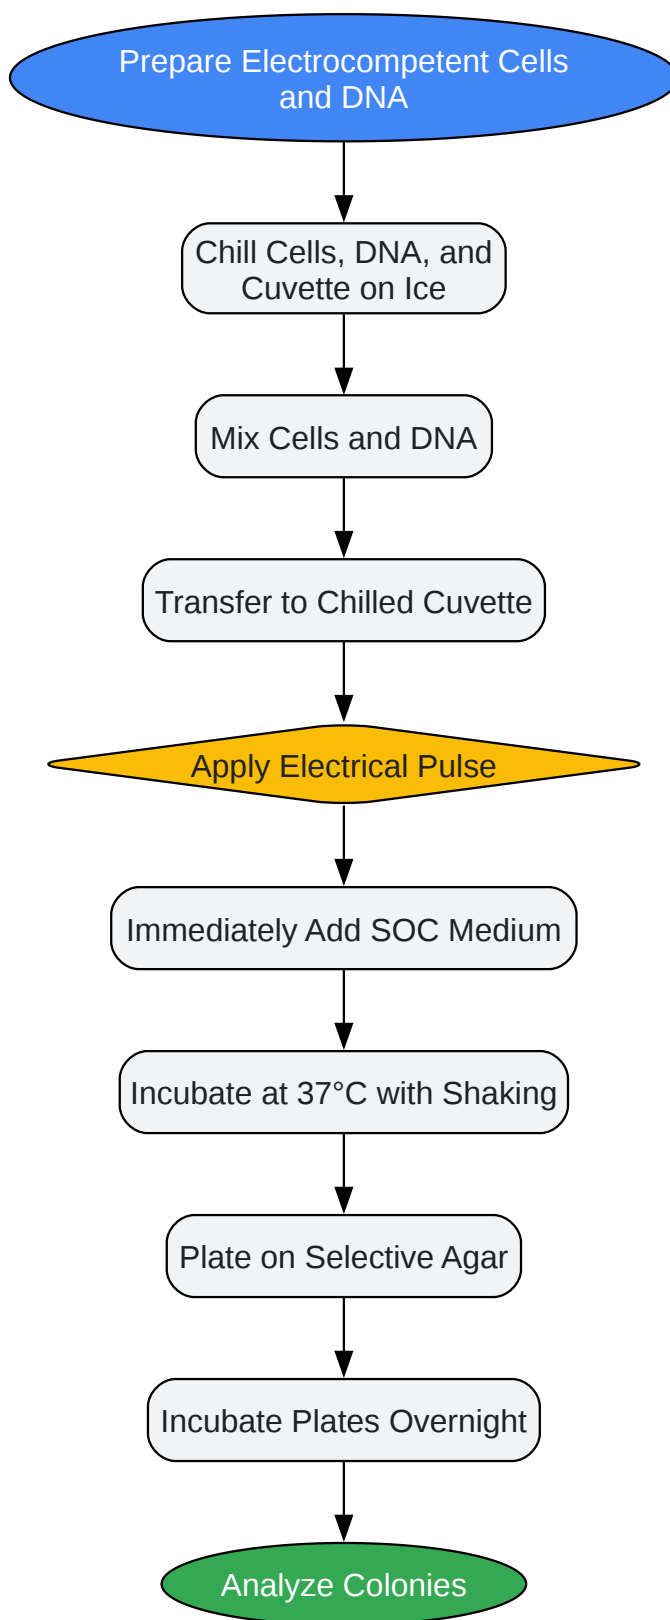 Prepare Electrocompetent Cells
and DNA
Chill Cells, DNA, and
Cuvette on Ice
Mix Cells and DNA
Transfer to Chilled Cuvette
Apply Electrical Pulse
Immediately Add SOC Medium
Incubate at 37°C with Shaking
Plate on Selective Agar
Incubate Plates Overnight
Analyze Colonies